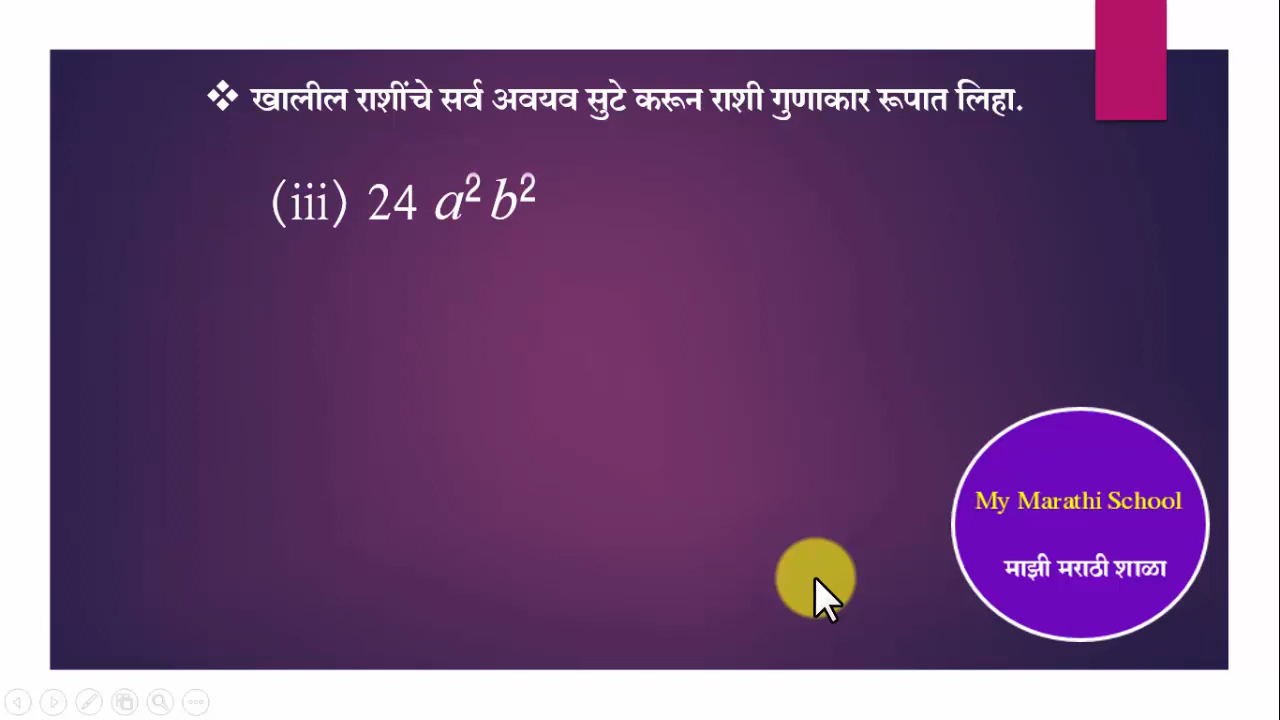 ❖ खालील राशींचे सर्व अवयव सुटे करून राशी गुणाकार रूपात लिहा.
(iii) 24 a² b²
My Marathi School
माझी मराठी शाळा